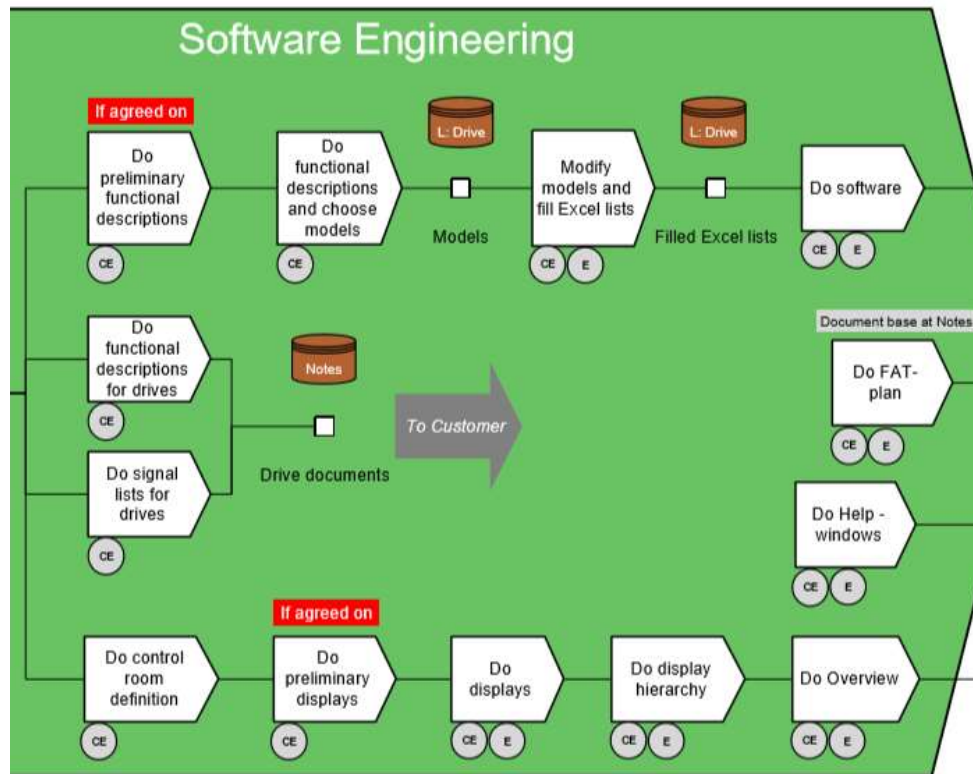 Software Engineering
If agreed on
L: Drive
L: Drive
Do
preliminary
functional
descriptions
CE
Do
functional
descriptions
and choose
models
CE
Models
Modify
models and
fill Excel lists
CE
E
Filled Excel lists
Do software
CE
E
Do
functional
descriptions
for drives
CE
Notes
Do signal
lists for
drives
CE
Drive documents
To Customer
Document base at Notes
Do FAT-
plan
CE
E
Do Help -
windows
CE
E
If agreed on
Do control
room
definition
CE
Do
preliminary
displays
CE
Do
displays
CE
E
Do display
hierarchy
CE
E
Do Overview
CE
E